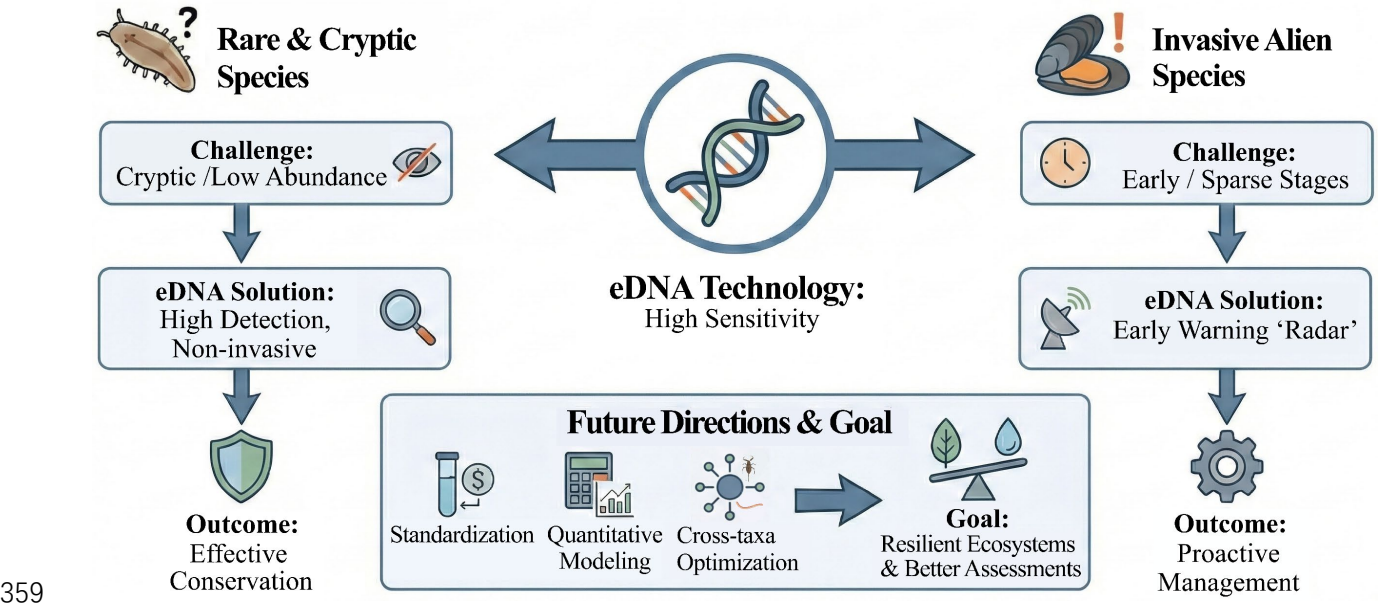 ?
Rare & Cryptic
Species
Challenge:
Cryptic /Low Abundance
eDNA Solution:
High Detection,
Non-invasive
Outcome:
Effective
Conservation
eDNA Technology:
High Sensitivity
!
Invasive Alien
Species
Challenge:
Early / Sparse Stages
eDNA Solution:
Early Warning ‘Radar’
Outcome:
Proactive
Management
Future Directions & Goal
$
Standardization
Quantitative
Modeling
Cross-taxa
Optimization
Goal:
Resilient Ecosystems
& Better Assessments
359